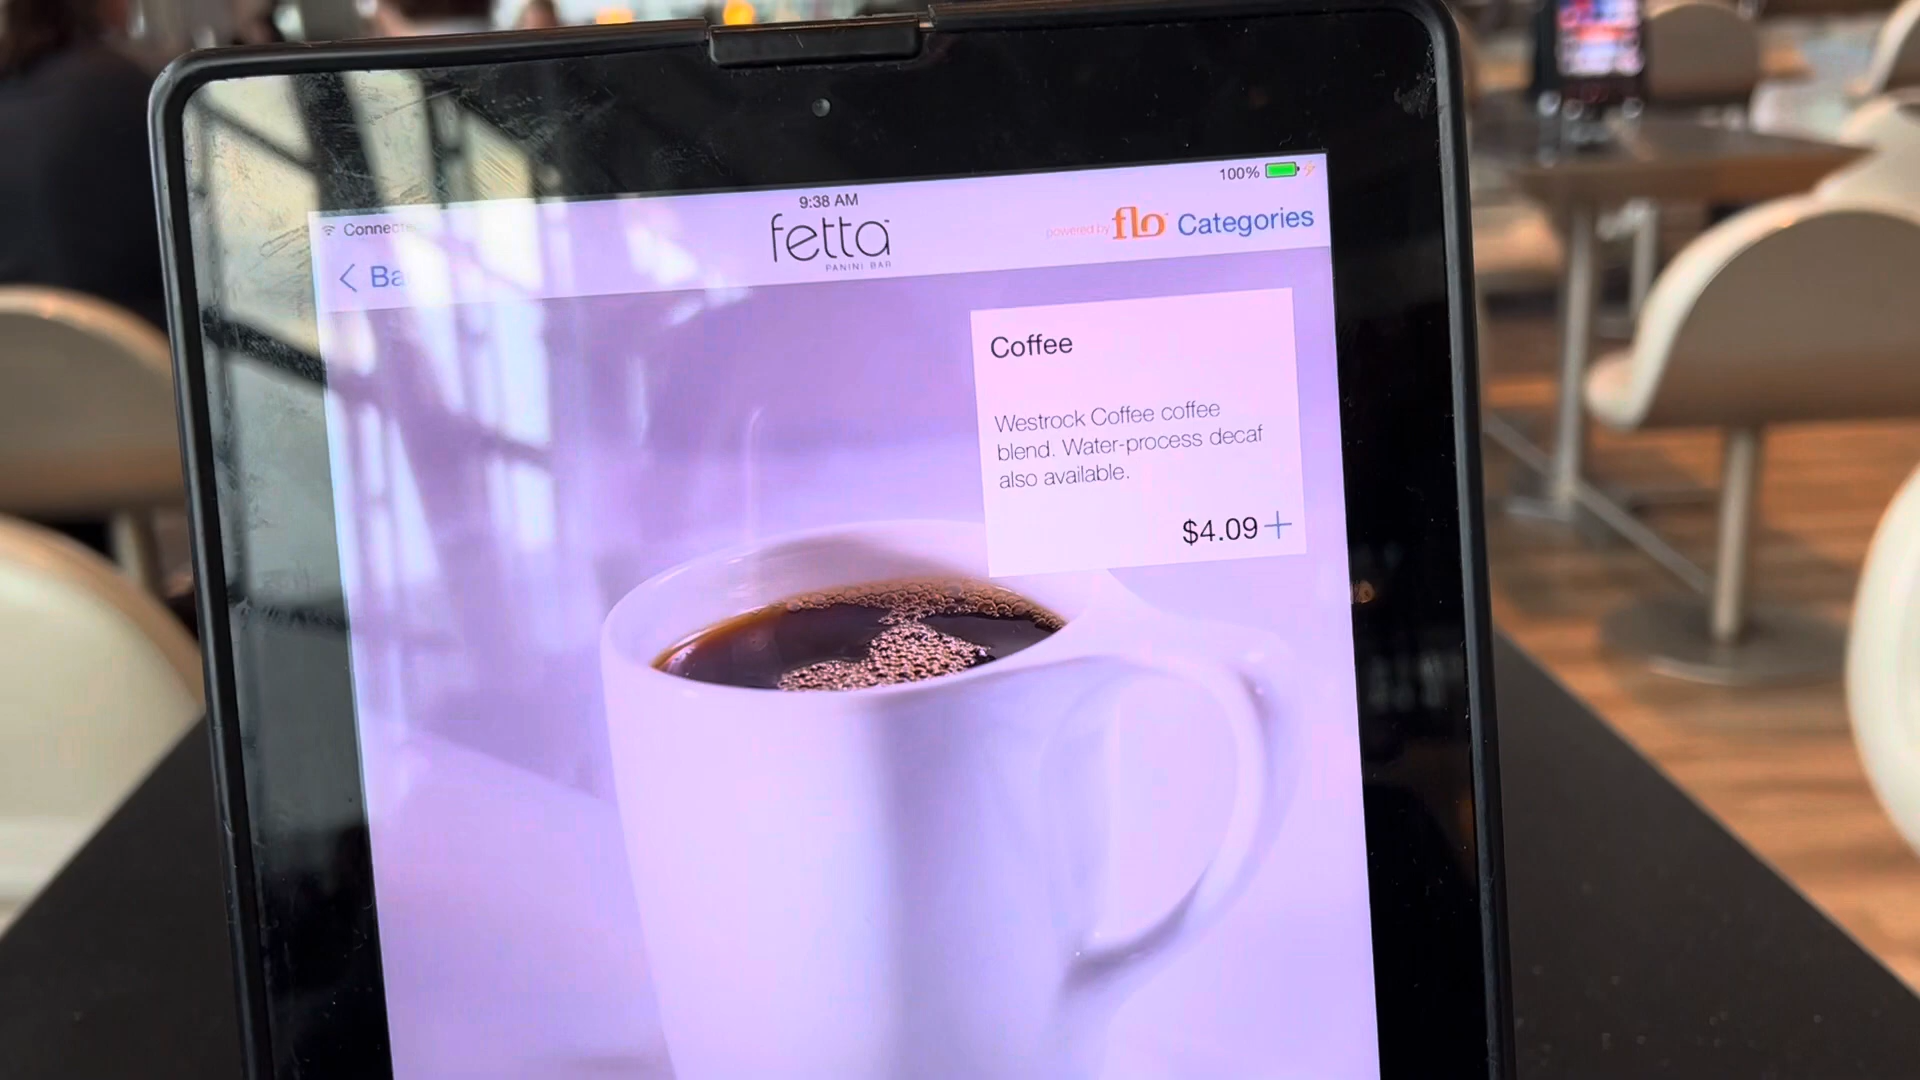 9:38 AM
100%
fetta
PANINI BAR
powered by flo Categories
Coffee
Westrock Coffee coffee
blend. Water-process decaf
also available.
$4.09 +